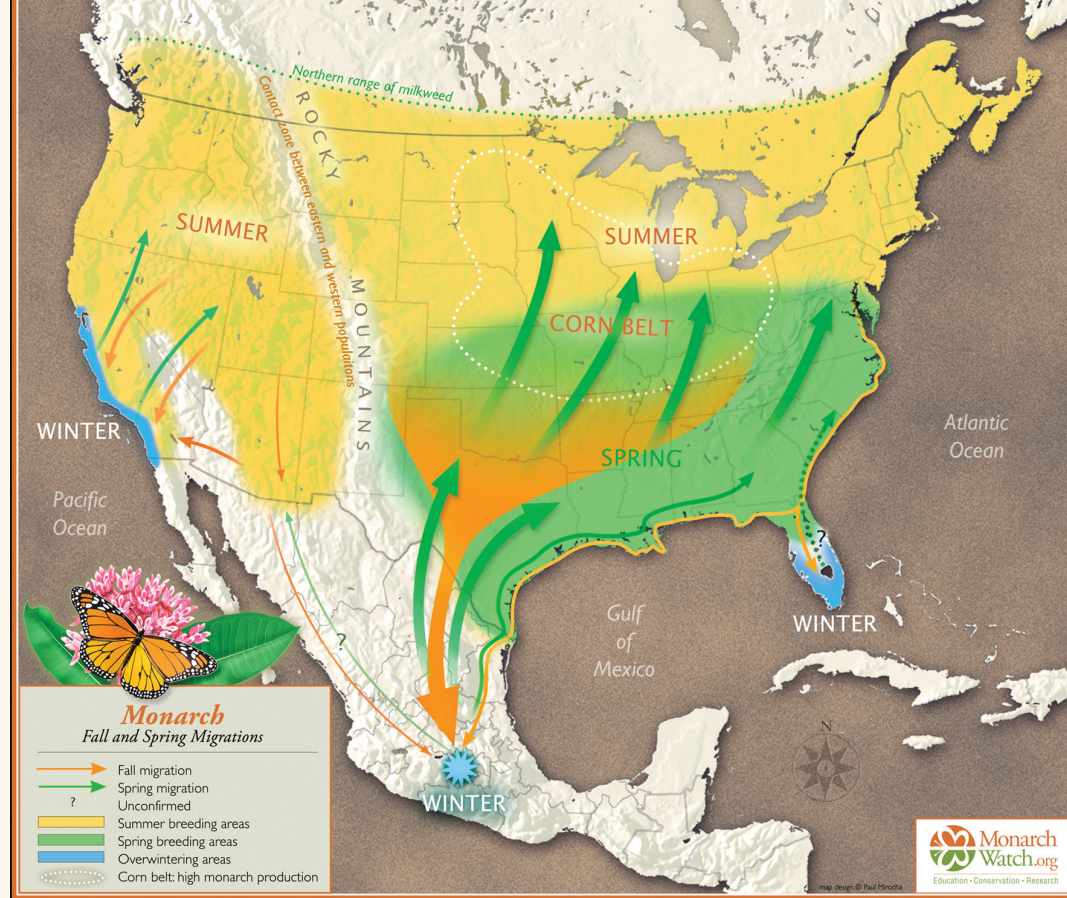 Northern range of milkweed
Contact zone between eastern and western populaitons
ROCKY
MOUNTAINS
SUMMER
SUMMER
CORN BELT
SPRING
WINTER
Pacific
Ocean
Atlantic
Ocean
?
?
WINTER
Gulf
of
Mexico
WINTER
N
Monarch
Fall and Spring Migrations
Fall migration
Spring migration
? Unconfirmed
Summer breeding areas
Spring breeding areas
Overwintering areas
Corn belt: high monarch production
map design © Paul Mirocha
Monarch
Watch.org
Education • Conservation • Research